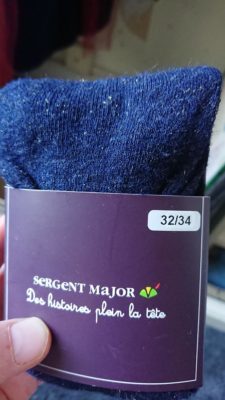 32/34
SeRGeNT MaJOR
Des histoires plein la tête